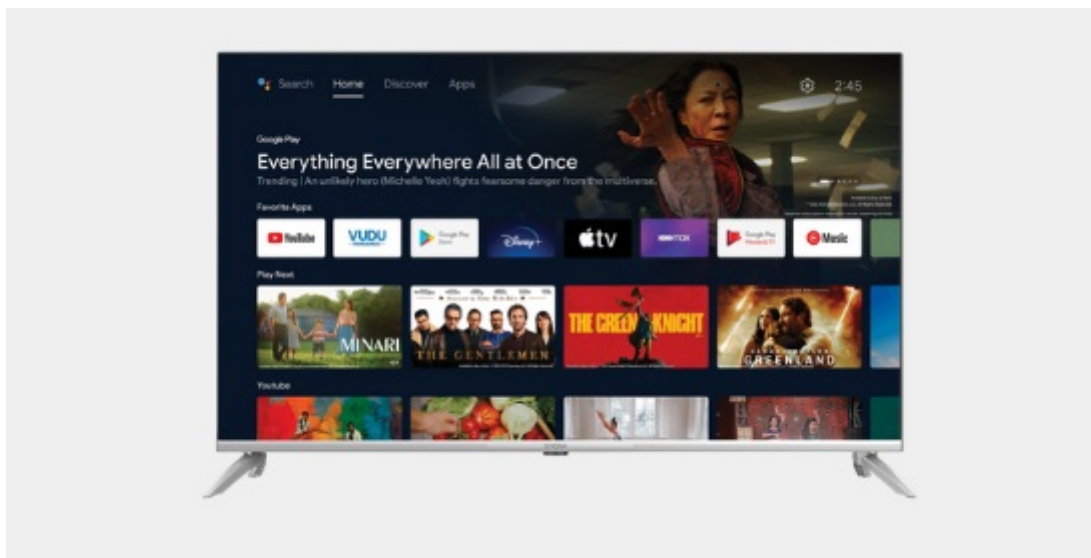 Search Home Discover Apps 2:45
Google Play
Everything Everywhere All at Once
Trending | An unlikely hero (Michelle Yeoh) fights fearsome danger from the multiverse.
Favorite Apps
YouTube VUDU Google Play Disney+ tv HBOMAX Google Play Music
Play Next
MINARI THE GENTLEMEN THE GREEN KNIGHT GREENLAND
Youtube